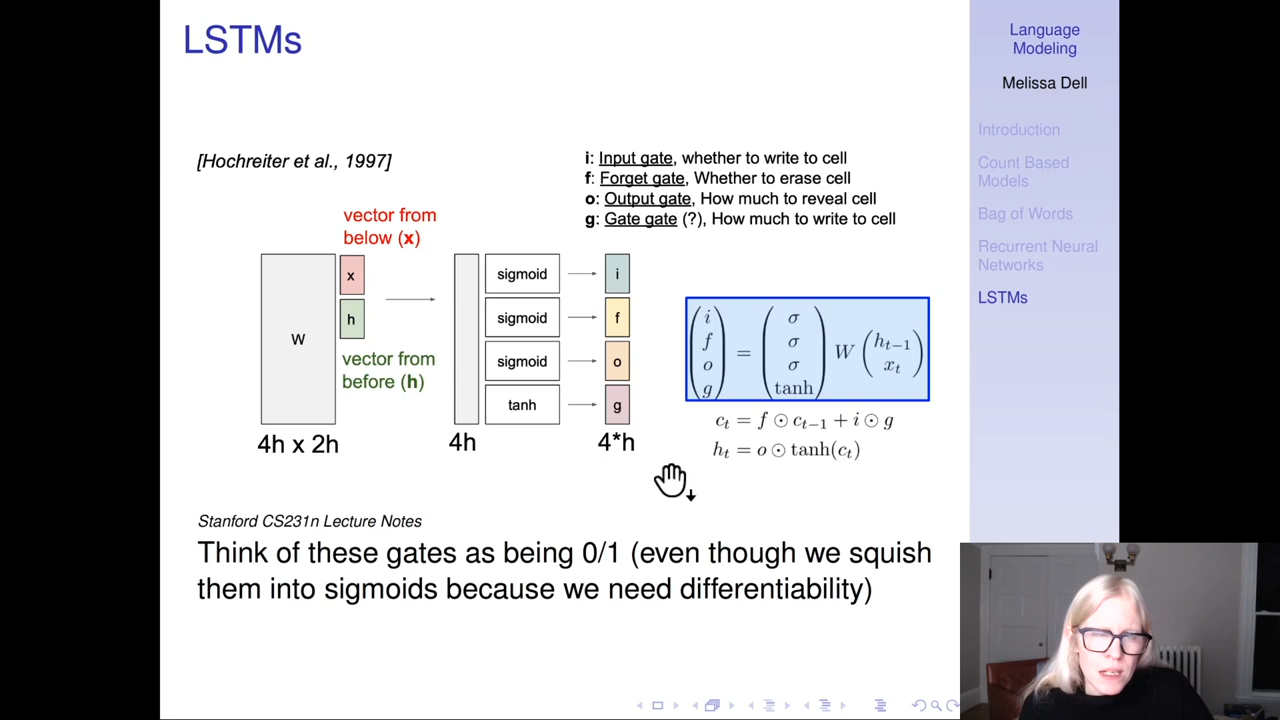 LSTMs
[Hochreiter et al., 1997]
i: Input gate, whether to write to cell
f: Forget gate, Whether to erase cell
o: Output gate, How much to reveal cell
g: Gate gate (?), How much to write to cell
vector from
below (x)
x
h
W
vector from
before (h)
4h x 2h
sigmoid
sigmoid
sigmoid
tanh
4h
i
f
o
g
4*h
i
f
o
g
=
σ
σ
σ
tanh
W
h_{t−1}
x_t
c_t = f ⊙ c_{t−1} + i ⊙ g
h_t = o ⊙ tanh(c_t)
Stanford CS231n Lecture Notes
Think of these gates as being 0/1 (even though we squish
them into sigmoids because we need differentiability)
Language
Modeling
Melissa Dell
Introduction
Count Based
Models
Bag of Words
Recurrent Neural
Networks
LSTMs